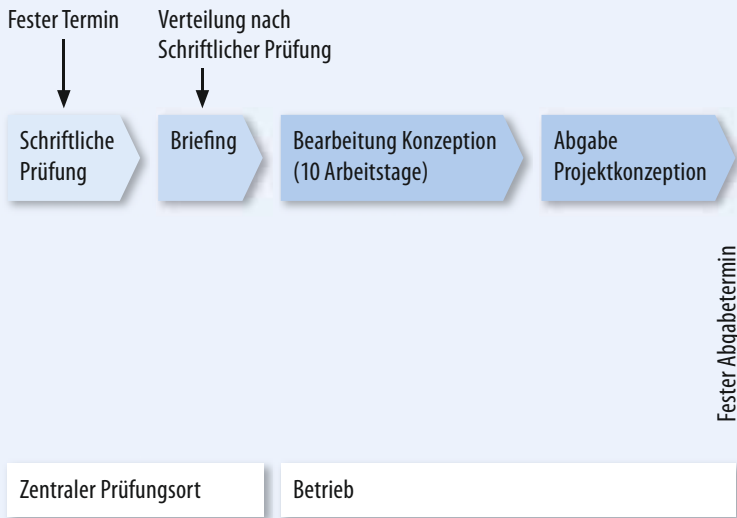 Fester Termin
Verteilung nach
Schriftlicher Prüfung
Schriftliche
Prüfung
Briefing
Bearbeitung Konzeption
(10 Arbeitstage)
Abgabe
Projektkonzeption
Fester Abgabetermin
Zentraler Prüfungsort
Betrieb